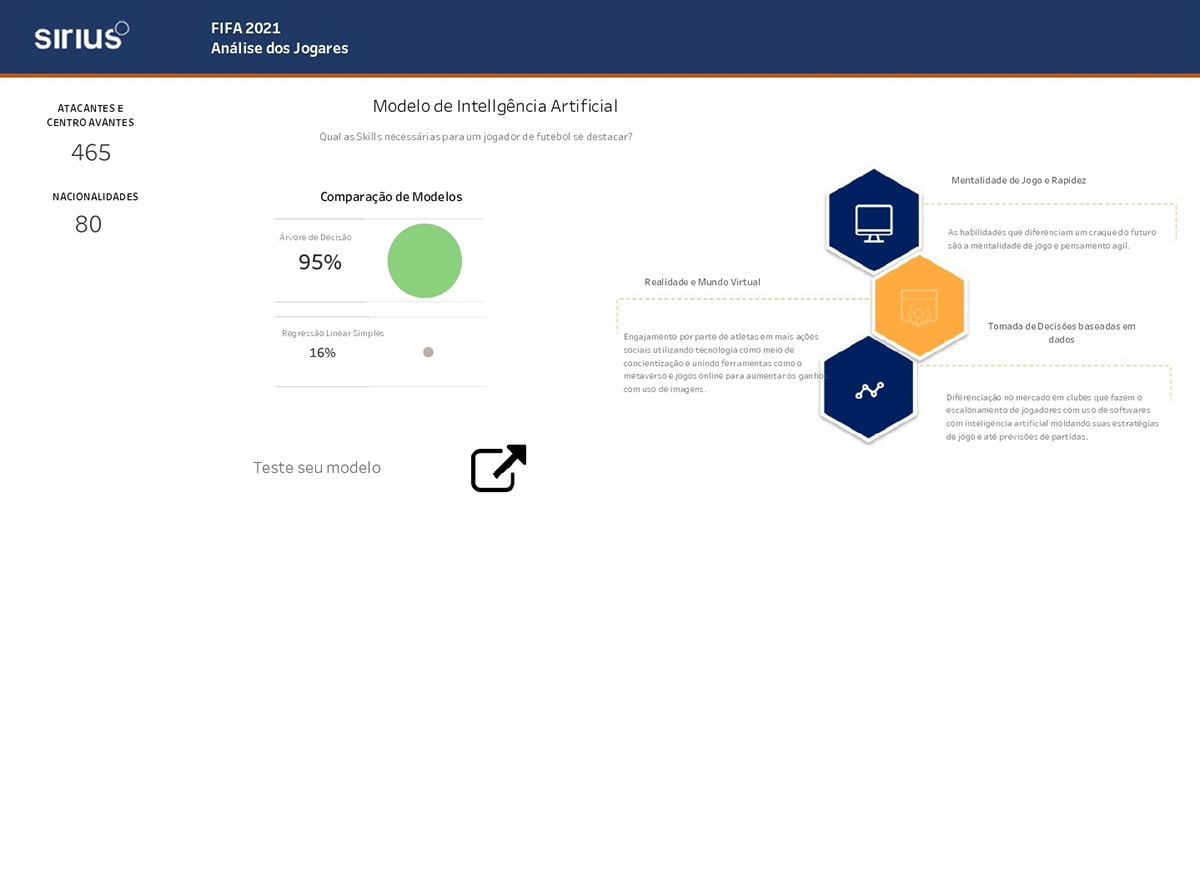 sirius
FIFA 2021
Análise dos Jogares
ATACANTES E
CENTRO AVANTES
465
NACIONALIDADES
80
Modelo de Intellgência Artificial
Qual as Skills necessárias para um jogador de futebol se destacar?
Comparação de Modelos
Árvore de Decisão
95%
Regressão Linear Simples
16%
Teste seu modelo
Mentalidade de Jogo e Rapidez
As habilidades que diferenciam um craque do futuro
são a mentalidade de jogo e pensamento agil.
Realidade e Mundo Virtual
Engajamento por parte de atletas em mais ações
sociais utilizando tecnologia como meio de
concientização e unindo ferramentas como o
metaverso e jogos online para aumentar os ganhos
com uso de imagens.
Tomada de Decisões baseadas em
dados
Diferenciação no mercado em clubes que fazem o
escalonamento de jogadores com uso de softwares
com inteligencia artificial moldando suas estratégias
de jogo e até previsões de partidas.